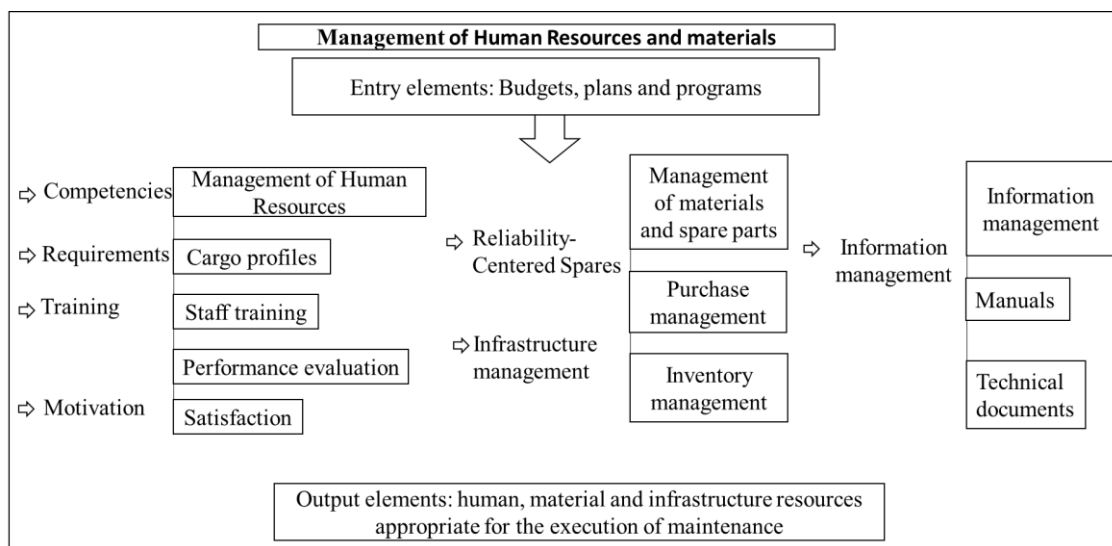 Management of Human Resources and materials
Entry elements: Budgets, plans and programs
Competencies
Management of Human
Resources
Requirements
Cargo profiles
Training
Staff training
Performance evaluation
Motivation
Satisfaction
Reliability-
Centered Spares
Infrastructure
management
Management
of materials
and spare parts
Purchase
management
Inventory
management
Information
management
Information
management
Manuals
Technical
documents
Output elements: human, material and infrastructure resources
appropriate for the execution of maintenance